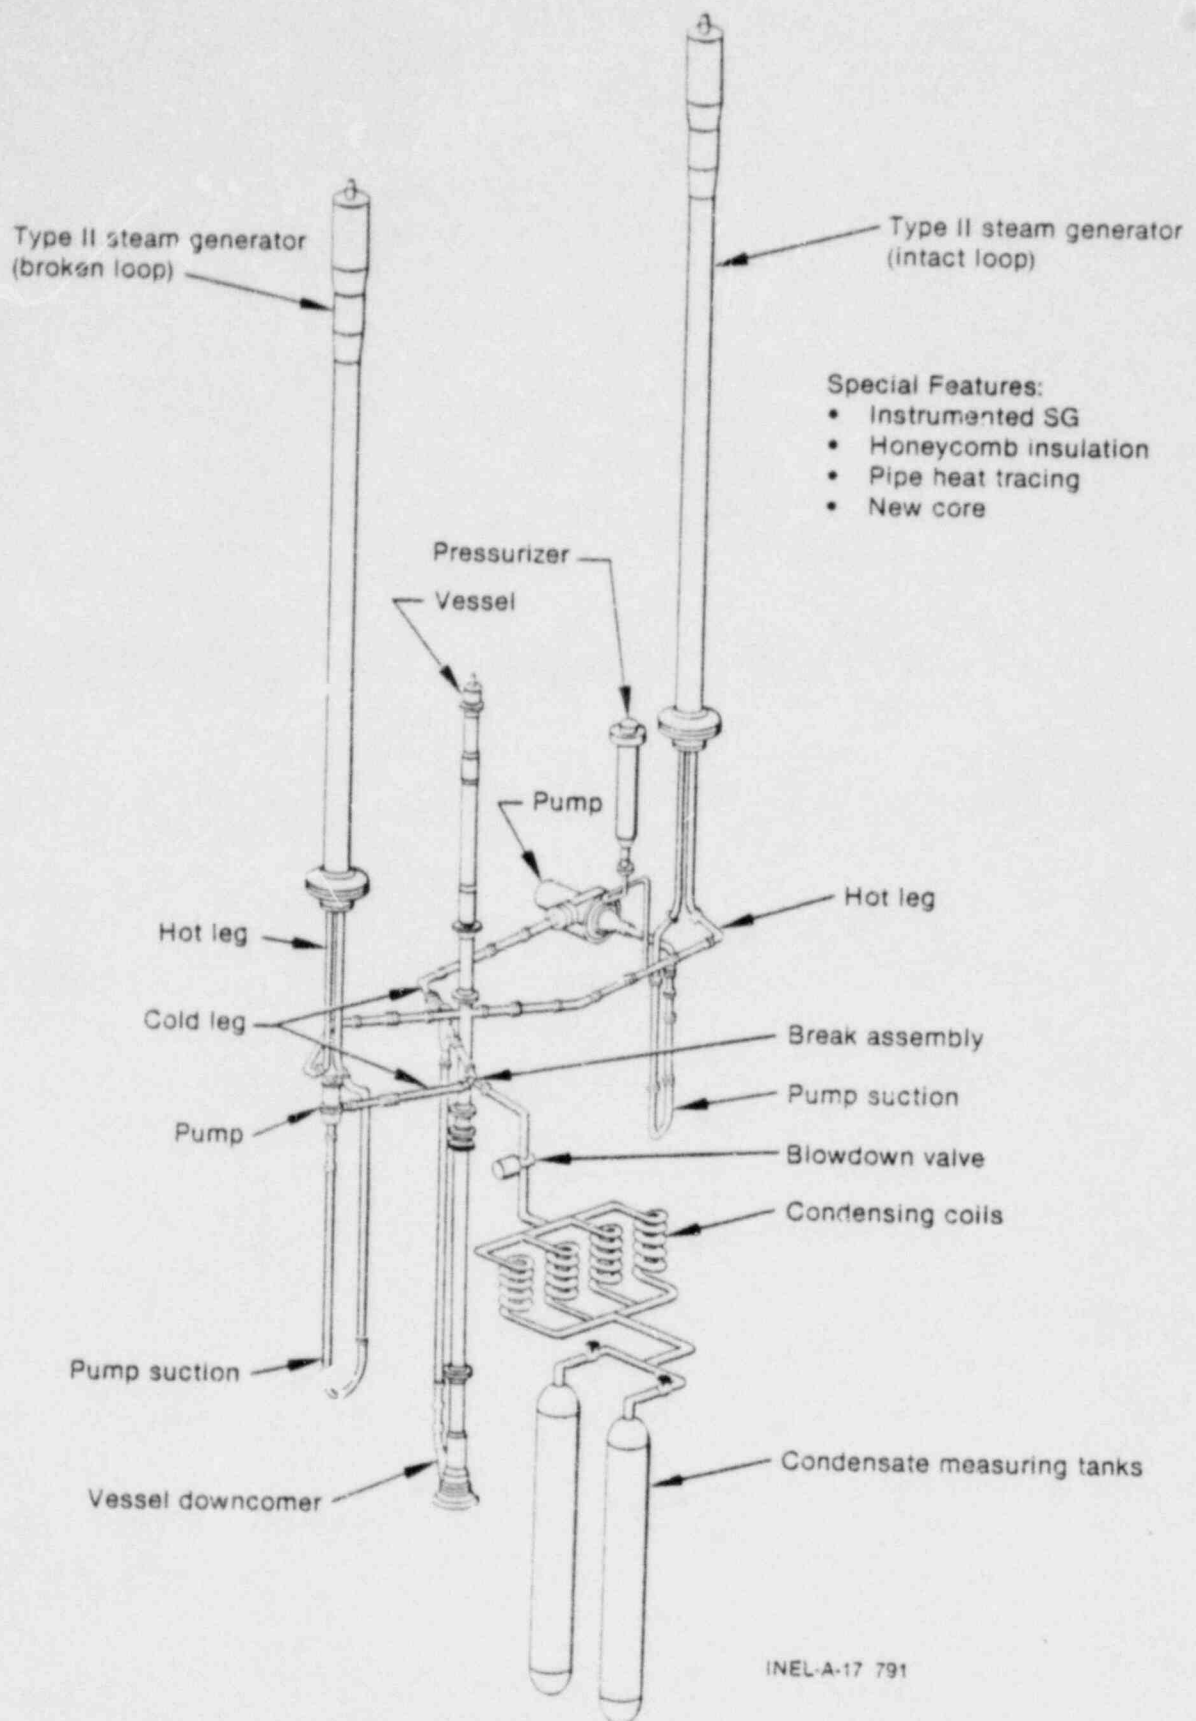 Type II steam generator
(broken loop)
Type II steam generator
(intact loop)
Special Features:
• Instrumented SG
• Honeycomb insulation
• Pipe heat tracing
• New core
Pressurizer
Vessel
Pump
Hot leg
Hot leg
Cold leg
Break assembly
Pump suction
Pump
Blowdown valve
Condensing coils
Pump suction
Condensate measuring tanks
Vessel downcomer
INEL-A-17 791